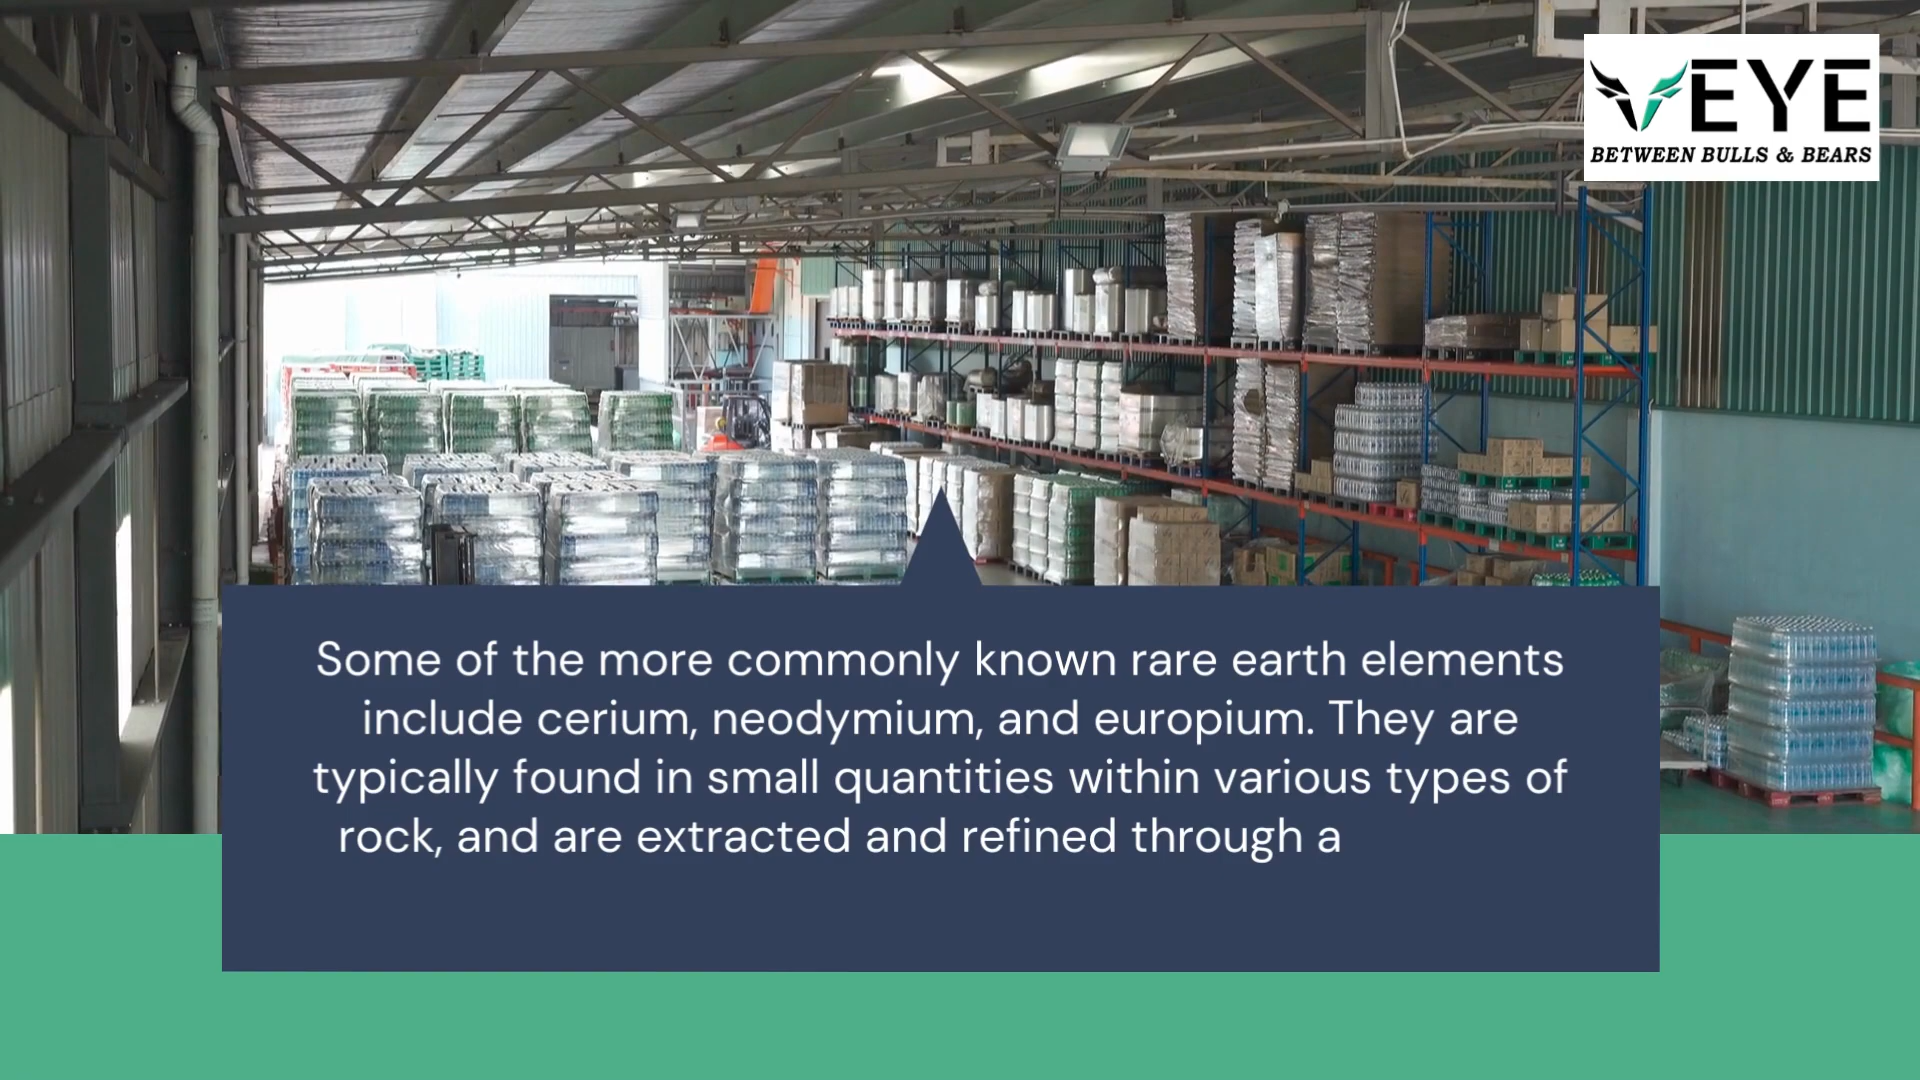 EYE
BETWEEN BULLS & BEARS
Some of the more commonly known rare earth elements
include cerium, neodymium, and europium. They are
typically found in small quantities within various types of
rock, and are extracted and refined through a